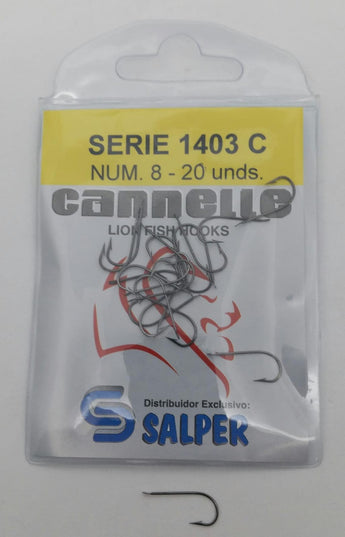 SERIE 1403 C
NUM. 8 - 20 unds.
cannelle
LION FISH HOOKS
Distribuidor Exclusivo:
SALPER